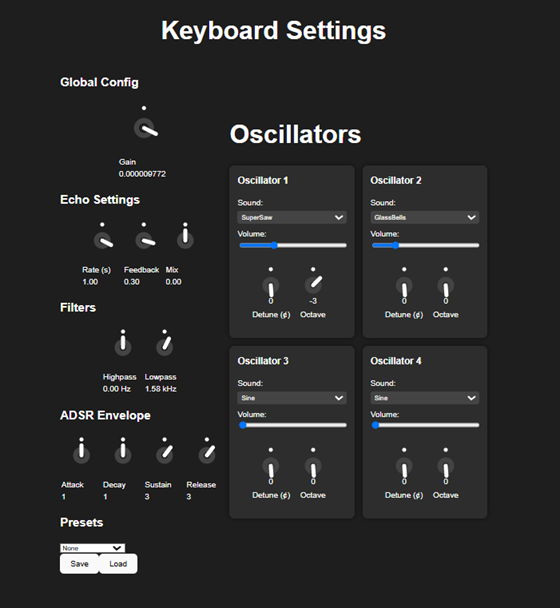 Keyboard Settings
Global Config
Gain
0.000009772
Echo Settings
Rate (s) Feedback Mix
1.00 0.30 0.00
Filters
Highpass Lowpass
0.00 Hz 1.58 kHz
ADSR Envelope
Attack Decay Sustain Release
1 1 3 3
Presets
None
Save Load
Oscillators
Oscillator 1
Sound:
SuperSaw
Volume:
0 -3
Detune (¢) Octave
Oscillator 2
Sound:
GlassBells
Volume:
0 0
Detune (¢) Octave
Oscillator 3
Sound:
Sine
Volume:
0 0
Detune (¢) Octave
Oscillator 4
Sound:
Sine
Volume:
0 0
Detune (¢) Octave